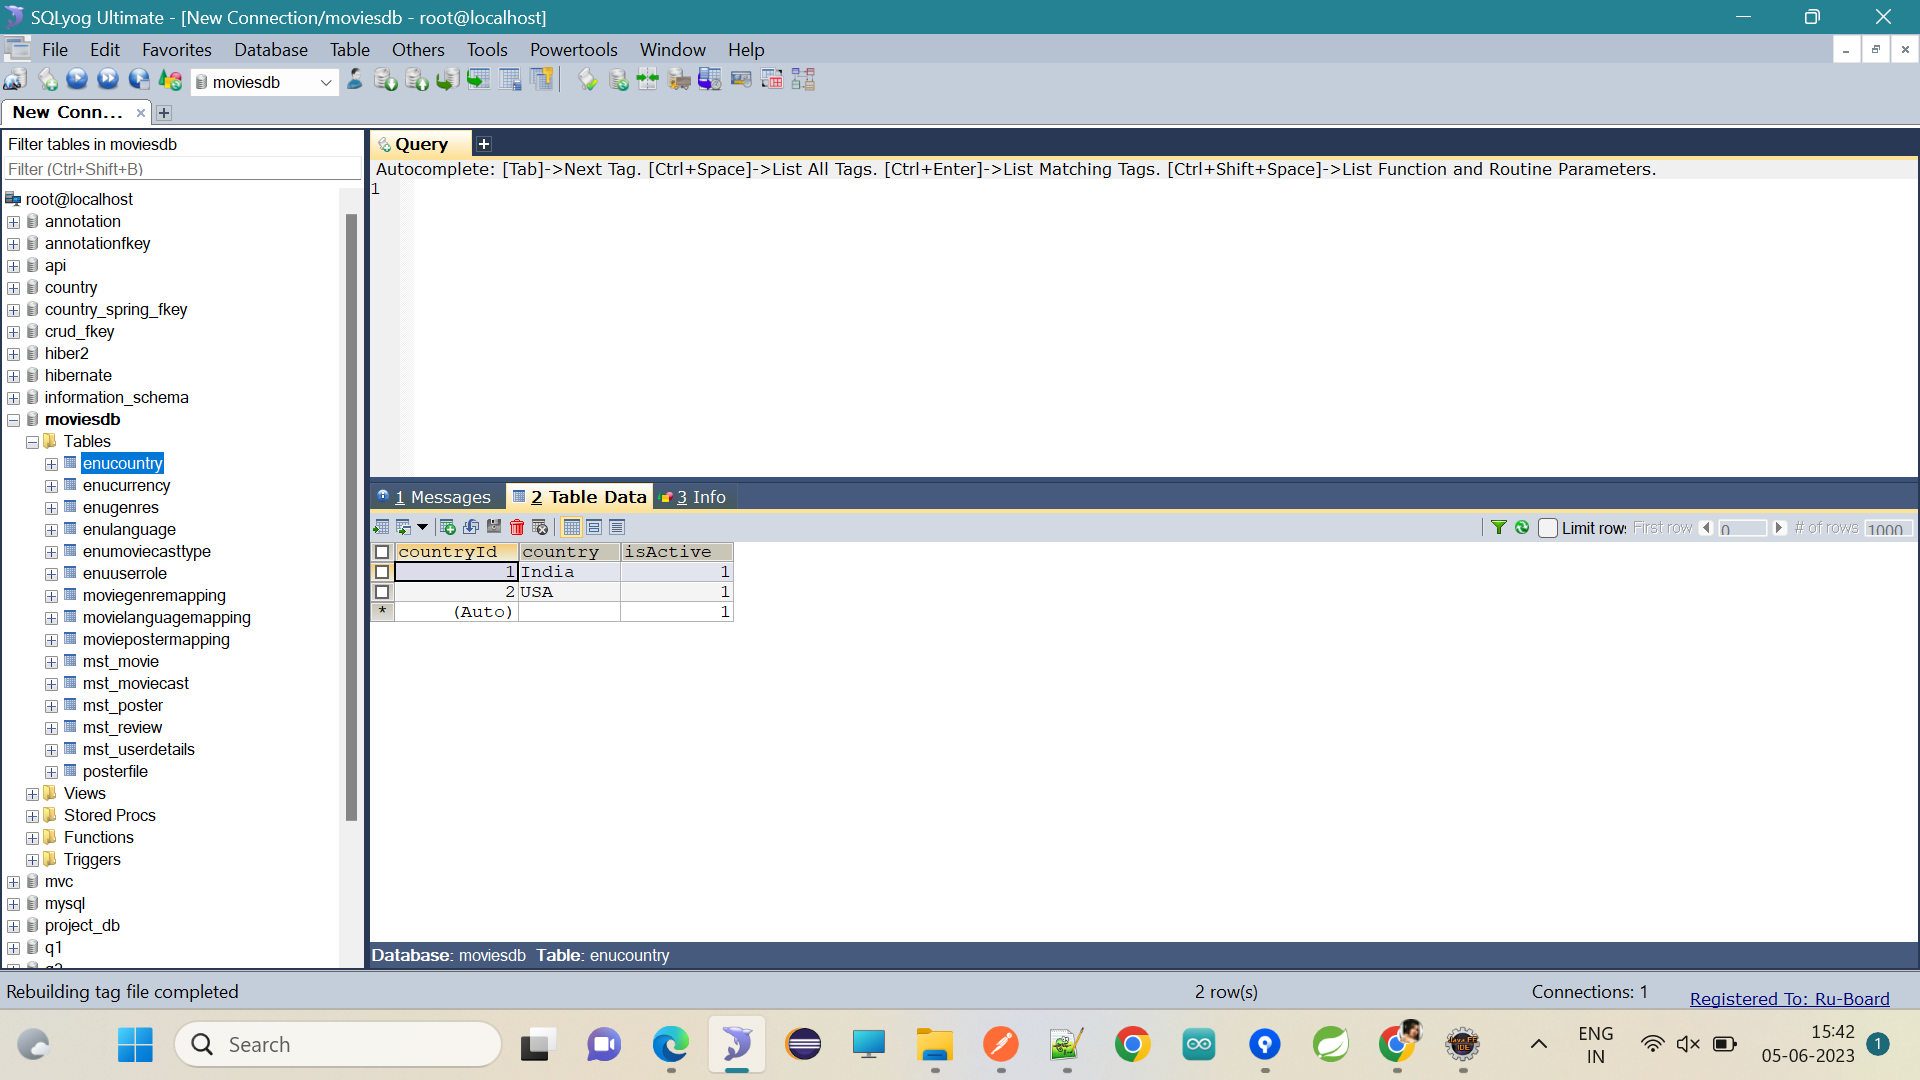 SQLyog Ultimate - [New Connection/moviesdb - root@localhost]
File Edit Favorites Database Table Others Tools Powertools Window Help
moviesdb
New Conn...
Filter tables in moviesdb
Filter (Ctrl+Shift+B)
root@localhost
annotation
annotationfkey
api
country
country_spring_fkey
crud_fkey
hiber2
hibernate
information_schema
moviesdb
Tables
enucountry
enucurrency
enugenres
enulanguage
enumoviecasttype
enuuserrole
moviegenremapping
movielanguagemapping
moviepostermapping
mst_movie
mst_moviecast
mst_poster
mst_review
mst_userdetails
posterfile
Views
Stored Procs
Functions
Triggers
mvc
mysql
project_db
q1
Query
Autocomplete: [Tab]->Next Tag. [Ctrl+Space]->List All Tags. [Ctrl+Enter]->List Matching Tags. [Ctrl+Shift+Space]->List Function and Routine Parameters.
1
1 Messages 2 Table Data 3 Info
Limit rows First row 0 # of rows 1000
countryId country isActive
1 India 1
2 USA 1
* (Auto) 1
Database: moviesdb Table: enucountry
Rebuilding tag file completed 2 row(s) Connections: 1 Registered To: Ru-Board
Search
ENG
IN
15:42
05-06-2023
1